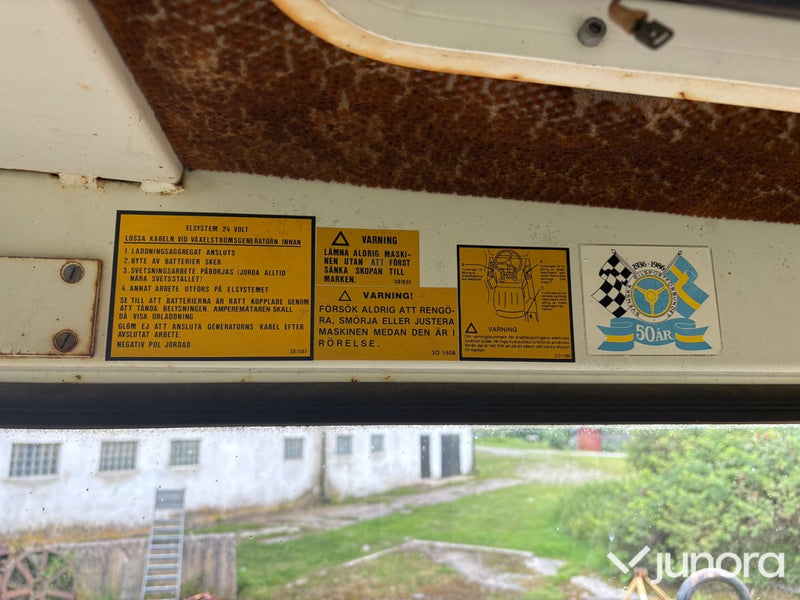 ELSYSTEM 24 VOLT
LOSSA KABELN VID VÄXELSTRÖMSGENERATORN INNAN
1. LADDNINGSAGGREGAT ANSLUTS
2. BYTE AV BATTERIER SKER
3. SVETSNINGSARBETE PÅBÖRJAS (JORDA ALLTID
NÄRA SVETSSTÄLLET)
4. ANNAT ARBETE UTFÖRS PÅ ELSYSTEMET
SE TILL ATT BATTERIERNA ÄR RÄTT KOPPLADE GENOM
ATT TÄNDA BELYSNINGEN. AMPEREMÄTAREN SKALL
DÅ VISA URLADDNING
GLÖM EJ ATT ANSLUTA GENERATORNS KABEL EFTER
AVSLUTAT ARBETE
NEGATIV POL JORDAD.
301507
VARNING
LÄMNA ALDRIG MASKI-
NEN UTAN ATT FÖRST
SÄNKA SKOPAN TILL
MARKEN.
301632
VARNING!
FÖRSÖK ALDRIG ATT RENGÖ-
RA, SMÖRJA ELLER JUSTERA
MASKINEN MEDAN DEN ÄR I
RÖRELSE.
3O 1506
VARNING
1936-1986
50 ÅR
junora